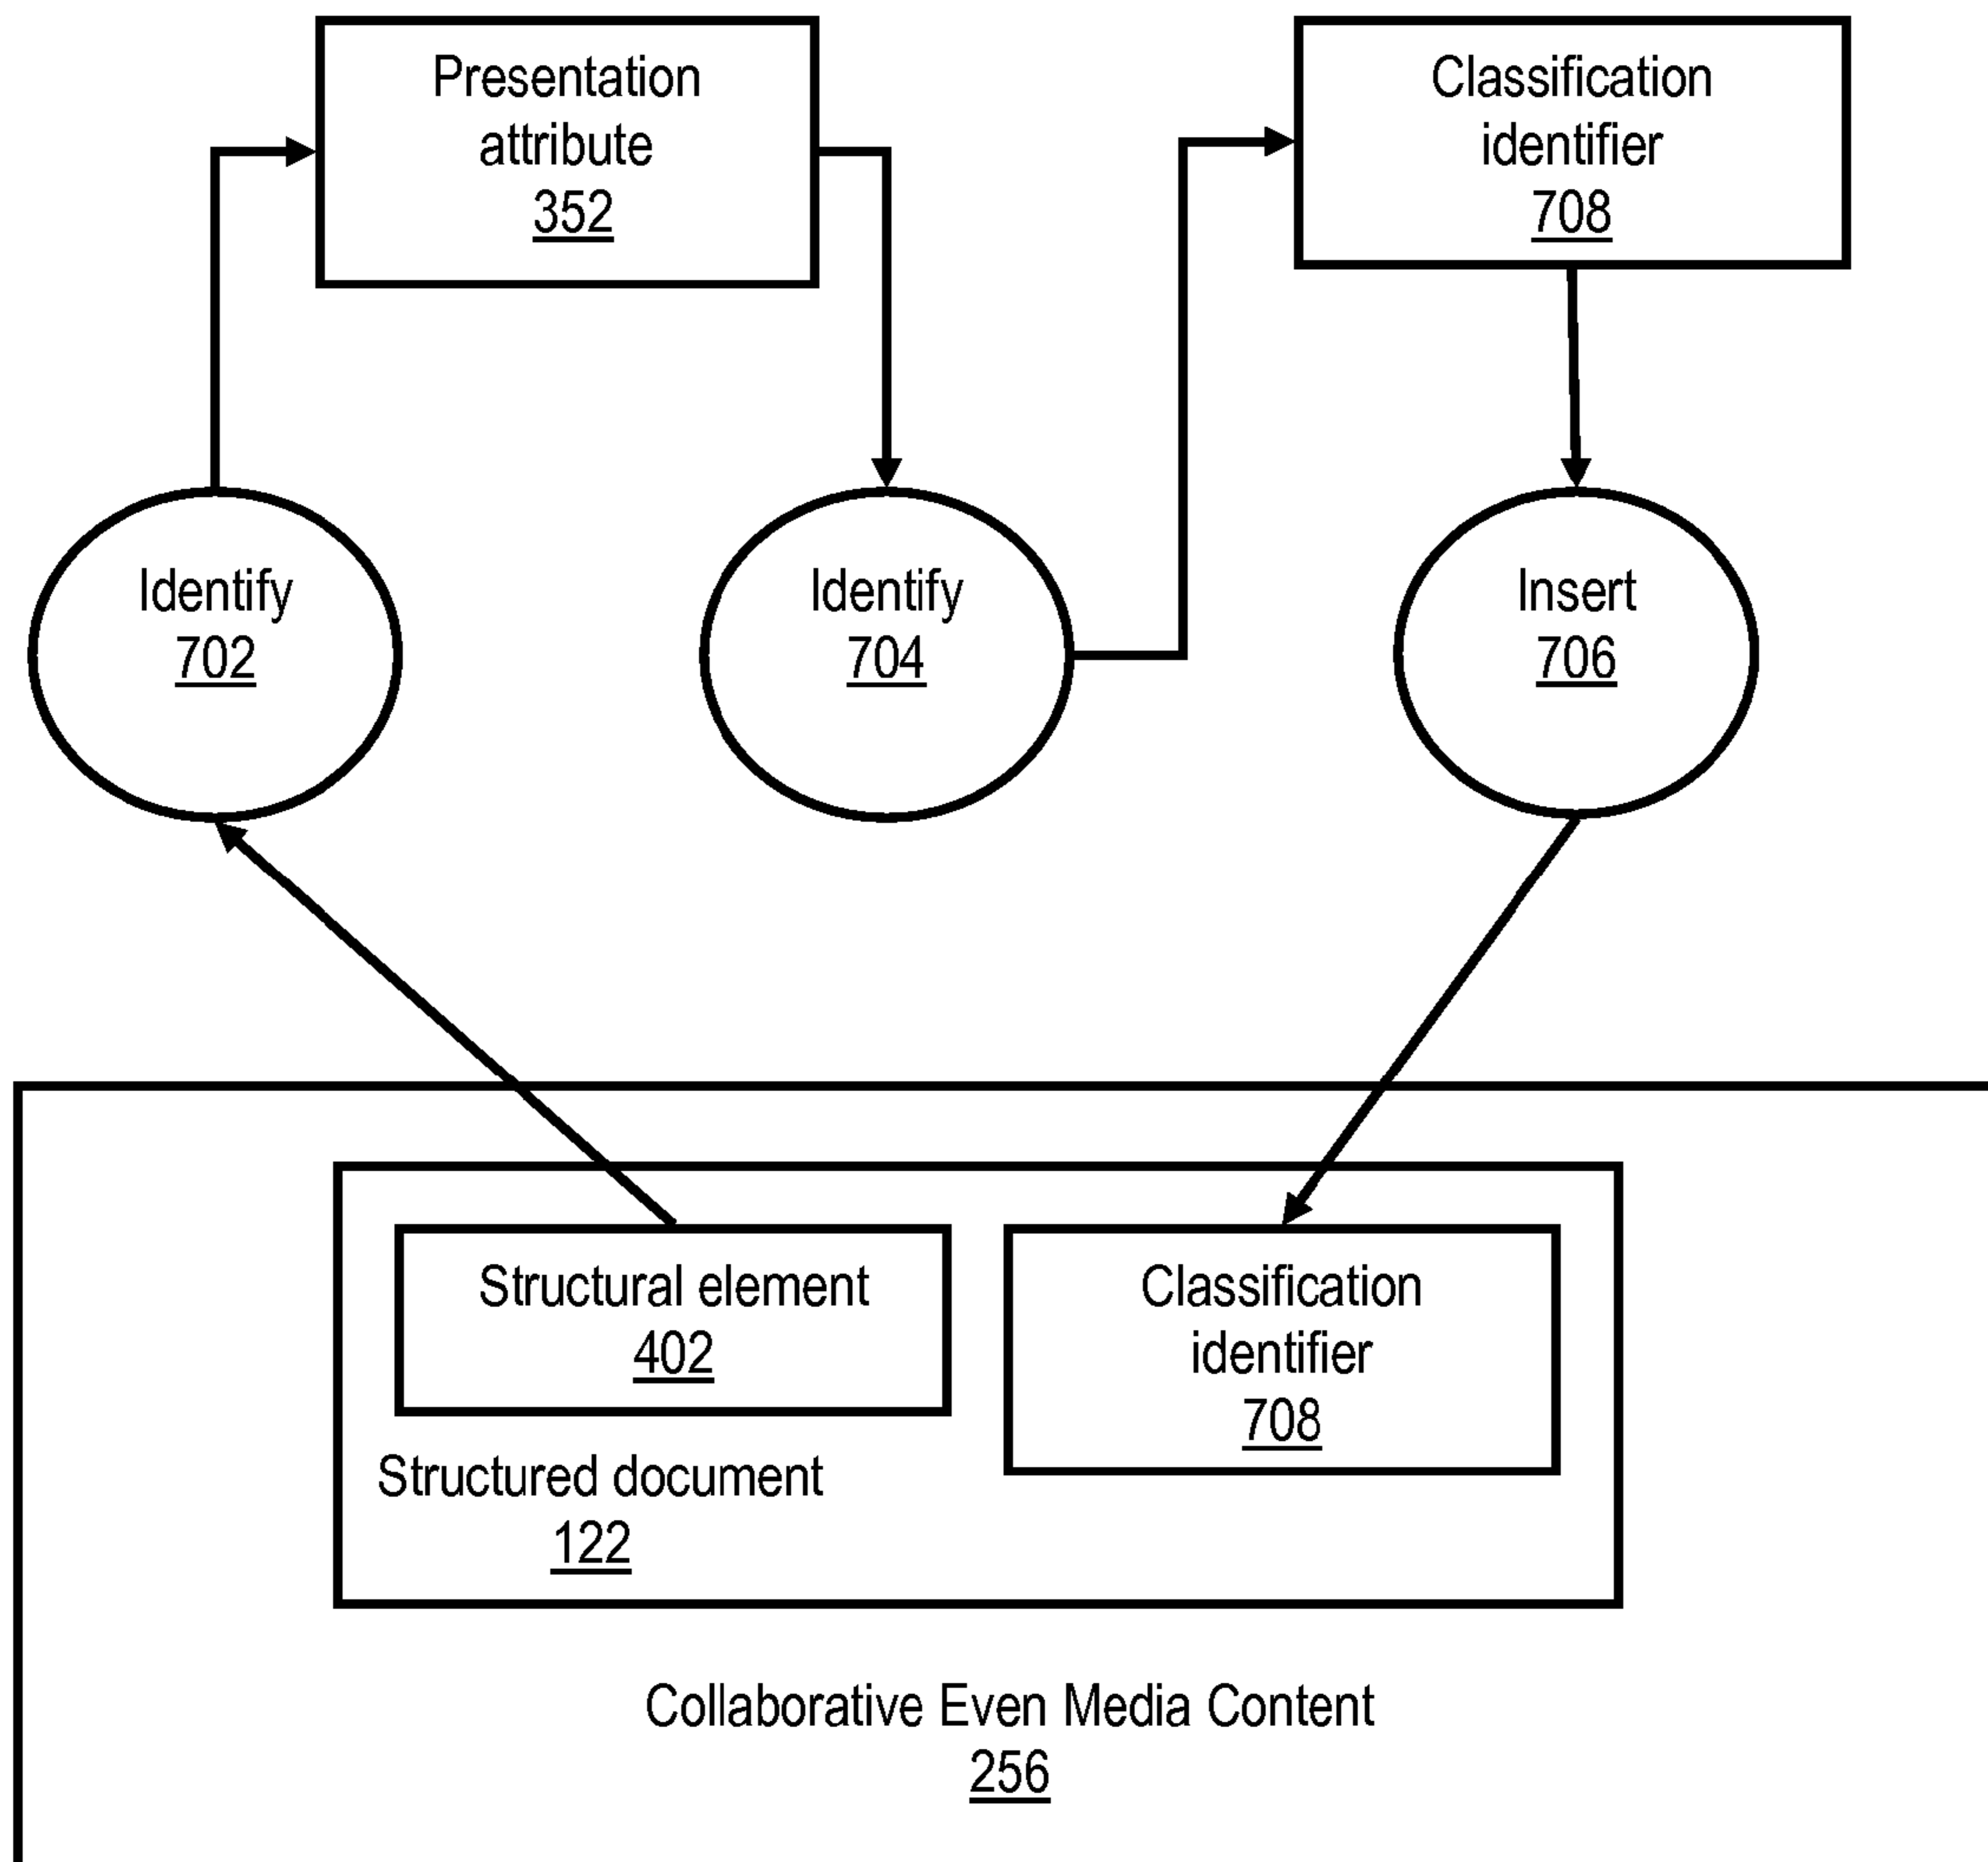 Presentation
attribute
352
Classification
identifier
708
Identify
702
Identify
704
Insert
706
Structural element
402
Structured document
122
Classification
identifier
708
Collaborative Even Media Content
256